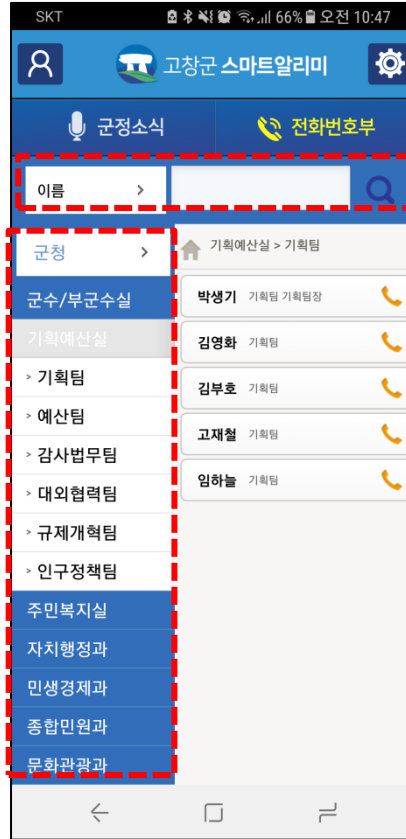 SKT 66% 오전 10:47
고창군 스마트알리미
군정소식 전화번호부
이름 >
군청 >
군수/부군수실
기획예산실
> 기획팀
> 예산팀
> 감사법무팀
> 대외협력팀
> 규제개혁팀
> 인구정책팀
주민복지실
자치행정과
민생경제과
종합민원과
문화관광과
기획예산실 > 기획팀
박생기 기획팀 기획팀장
김영화 기획팀
김부호 기획팀
고재철 기획팀
임하늘 기획팀